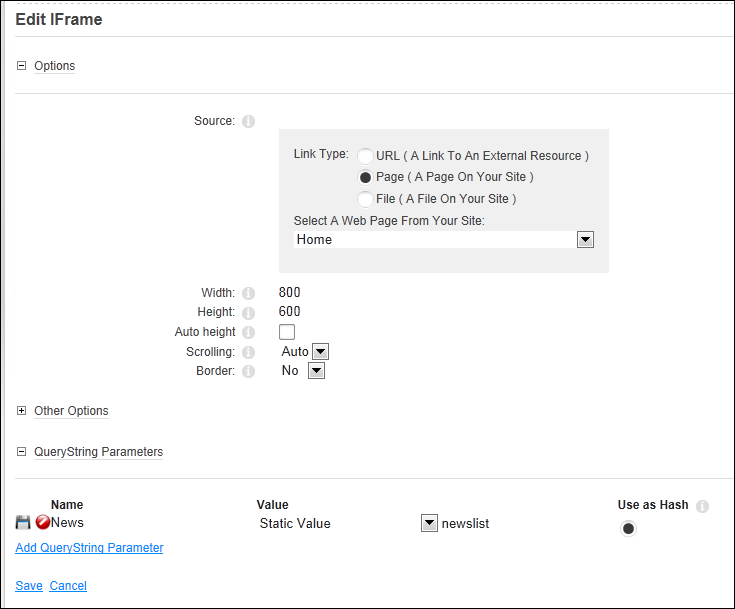 Edit IFrame
Options
Source:
Link Type:
URL ( A Link To An External Resource )
Page ( A Page On Your Site )
File ( A File On Your Site )
Select A Web Page From Your Site:
Home
Width: 800
Height: 600
Auto height
Scrolling: Auto
Border: No
Other Options
QueryString Parameters
Name Value Use as Hash
News Static Value newslist
Add QueryString Parameter
Save Cancel